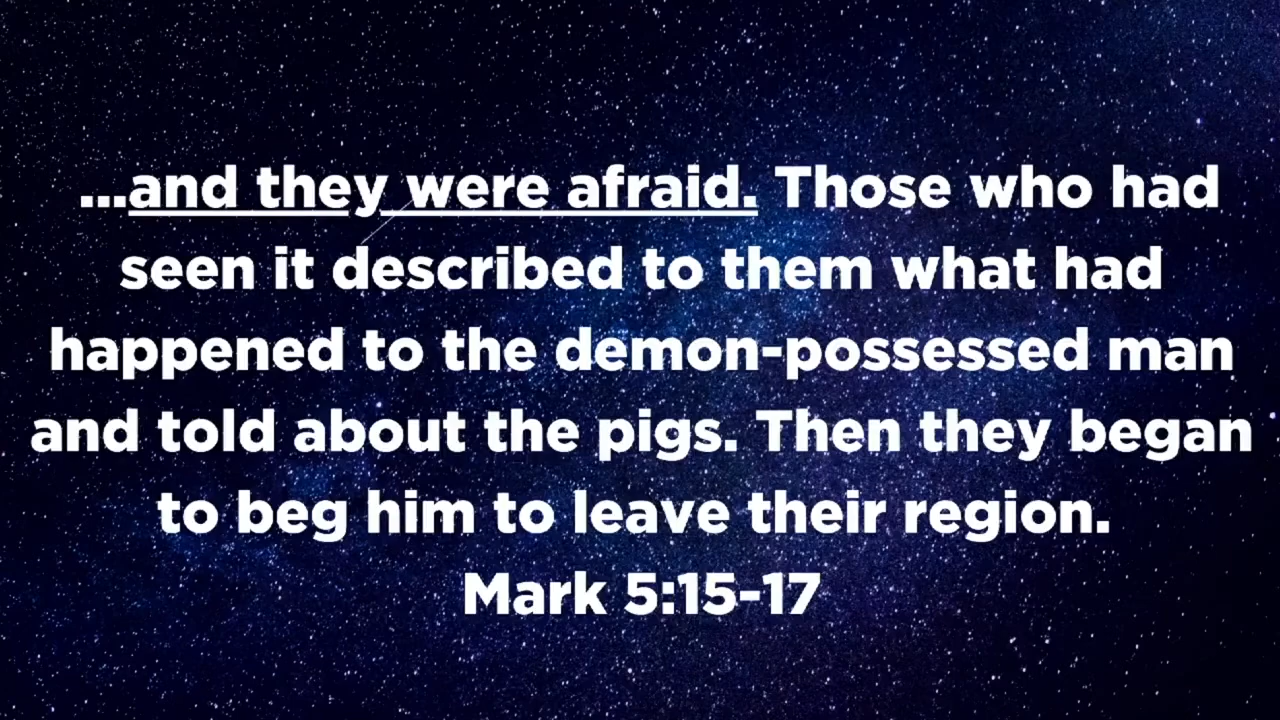 ...and they were afraid. Those who had
seen it described to them what had
happened to the demon-possessed man
and told about the pigs. Then they began
to beg him to leave their region.
Mark 5:15-17